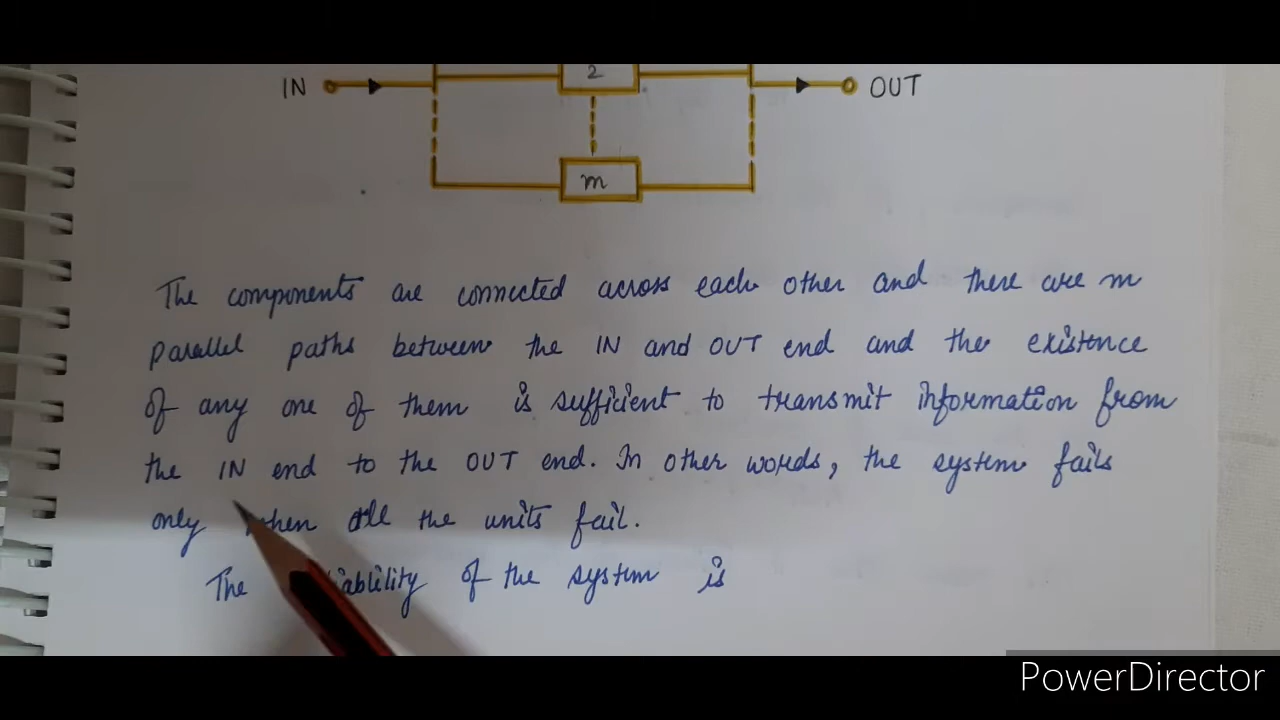 2
IN OUT
m
The components are connected across each other and there are m
parallel paths between the IN and OUT end and the existence
of any one of them is sufficient to transmit information from
the IN end to the OUT end. In other words, the system fails
only when all the units fail.
The of the system is
PowerDirector